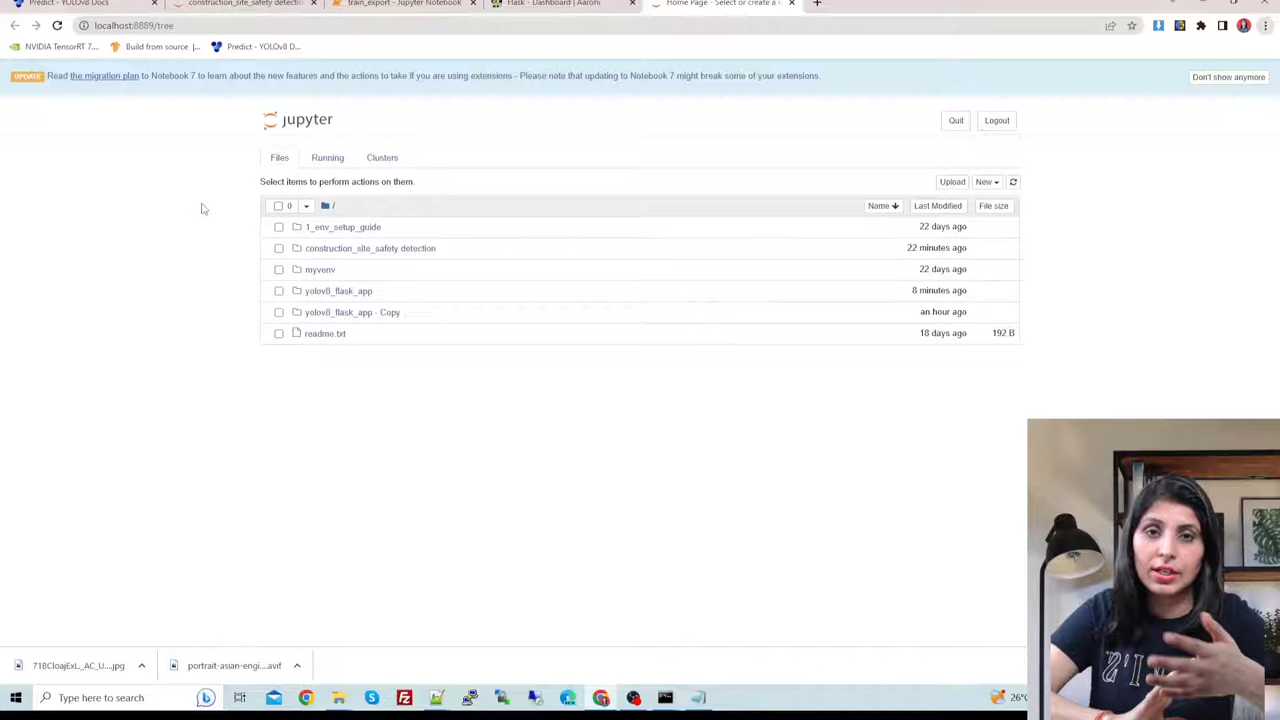 Predict - YOLOv8 Docs
construction_site_safety detectio
train_export - Jupyter Notebook
Flask - Dashboard | Aarohi
Home Page - Select or create a
localhost:8889/tree
NVIDIA TensorRT 7....
Build from source |...
Predict - YOLOv8 D...
UPDATE Read the migration plan to Notebook 7 to learn about the new features and the actions to take if you are using extensions - Please note that updating to Notebook 7 might break some of your extensions.
Don't show anymore
jupyter
Quit
Logout
Files
Running
Clusters
Select items to perform actions on them.
Upload
New
0
/
Name
Last Modified
File size
1_env_setup_guide
22 days ago
construction_site_safety detection
22 minutes ago
myvenv
22 days ago
yolov8_flask_app
8 minutes ago
yolov8_flask_app - Copy
an hour ago
readme.txt
18 days ago
192 B
71BCloajExL._AC_U....jpg
portrait-asian-engi....avif
Type here to search
26°